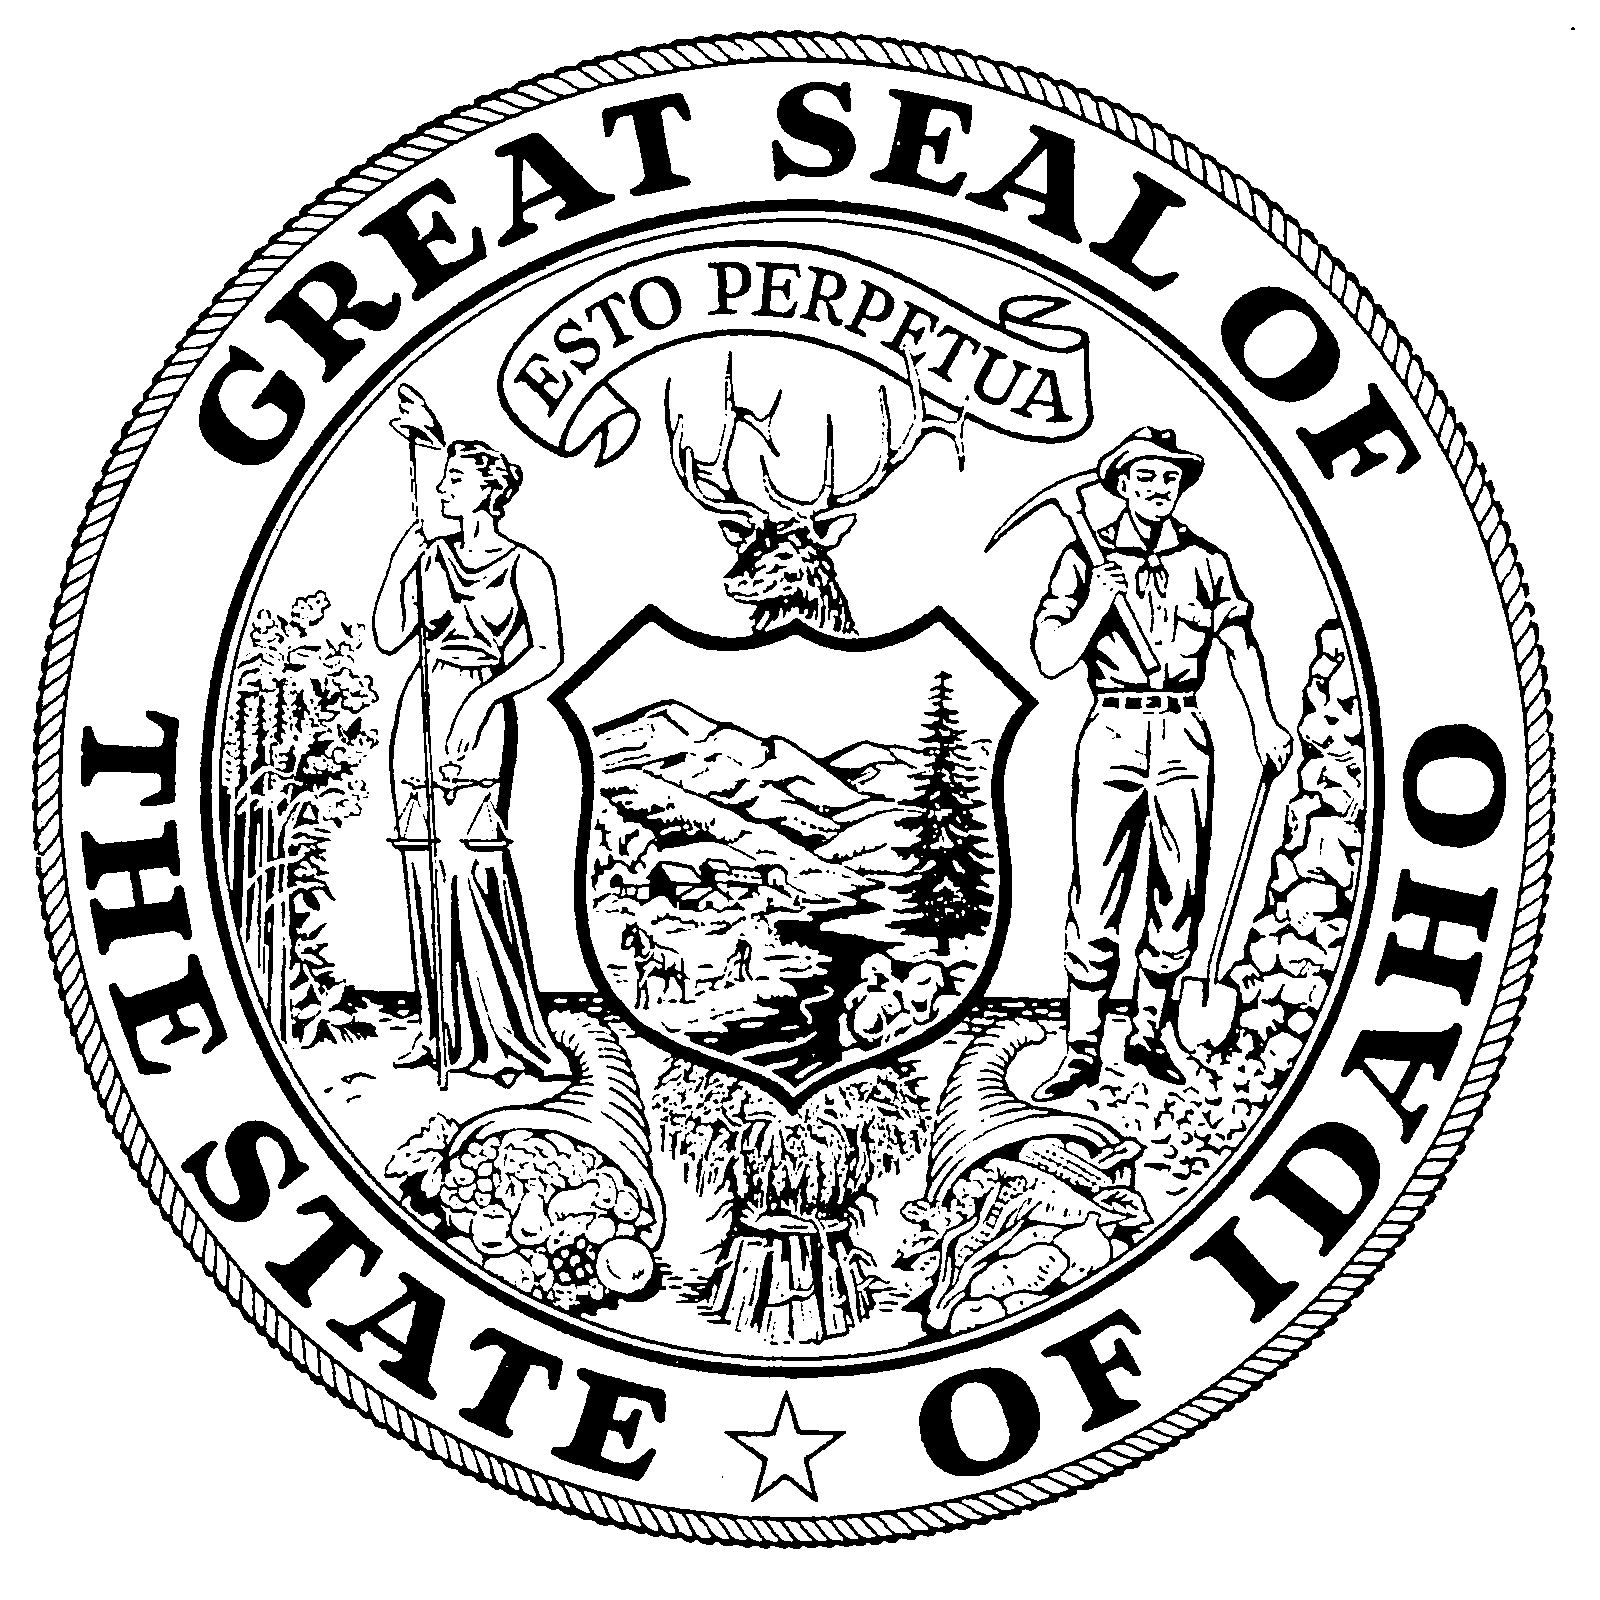 GREAT SEAL OF
THE STATE ☆ OF IDAHO
ESTO PERPETUA